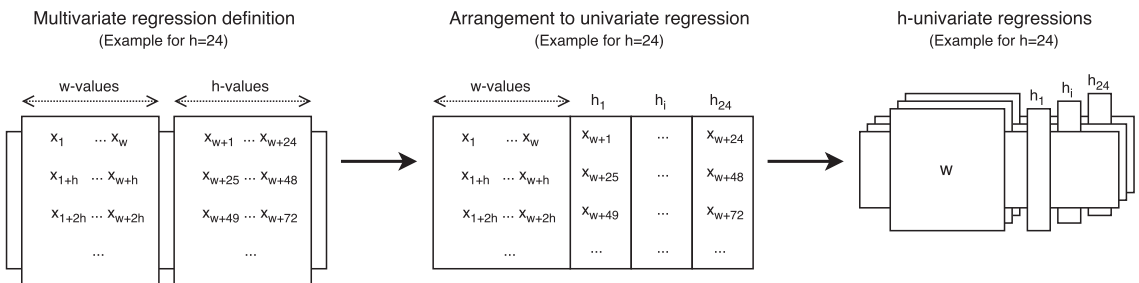 Multivariate regression definition
(Example for h=24)
w-values h-values
x1 ... xw xw+1 ... xw+24
x1+h ... xw+h xw+25 ... xw+48
x1+2h ... xw+2h xw+49 ... xw+72
... ...
Arrangement to univariate regression
(Example for h=24)
w-values h1 hi h24
x1 ... xw xw+1 ... xw+24
x1+h ... xw+h xw+25 ... xw+48
x1+2h ... xw+2h xw+49 ... xw+72
... ... ... ...
h-univariate regressions
(Example for h=24)
h1 hi h24
w